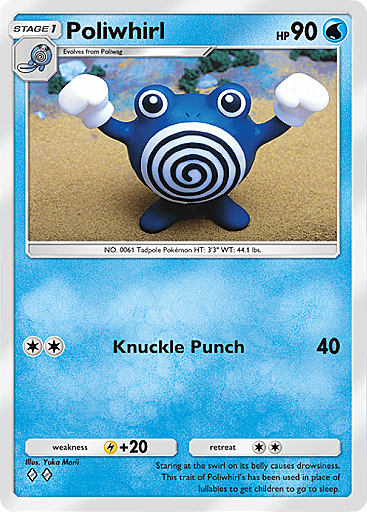 STAGE 1
Poliwhirl
HP 90
Evolves from Poliwag
NO. 0061 Tadpole Pokémon HT: 3'3" WT: 44.1 lbs.
Knuckle Punch 40
weakness +20 retreat
Illus. Yuka Morii
Staring at the swirl on its belly causes drowsiness.
This trait of Poliwhirl's has been used in place of
lullabies to get children to go to sleep.